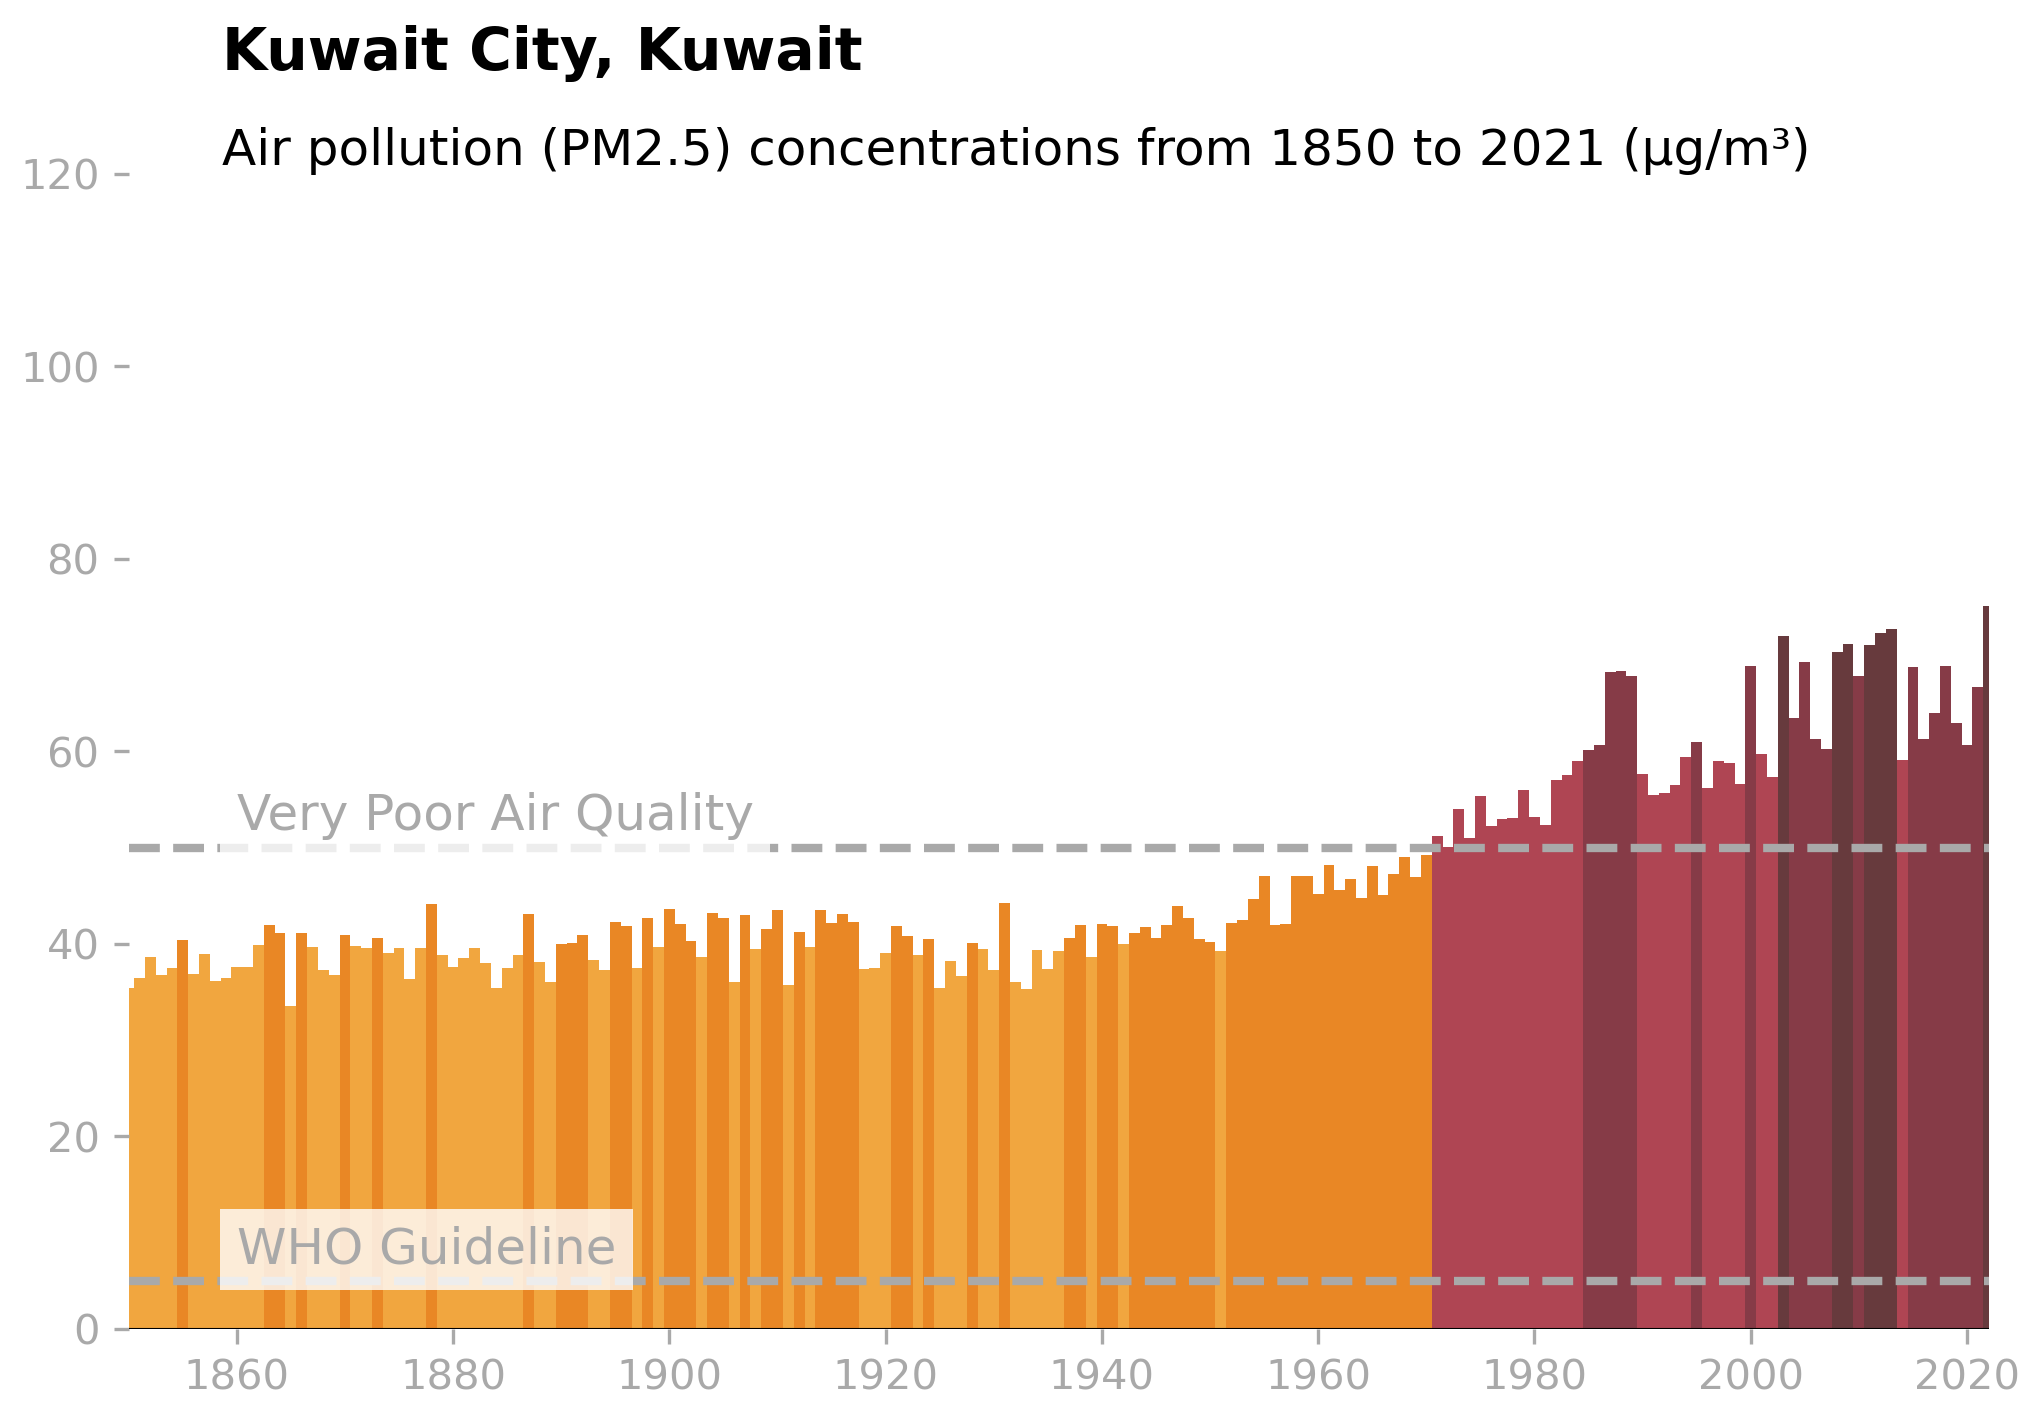 Kuwait City, Kuwait
Air pollution (PM2.5) concentrations from 1850 to 2021 (µg/m³)
120
100
80
60
Very Poor Air Quality
40
20
WHO Guideline
0
1860 1880 1900 1920 1940 1960 1980 2000 2020